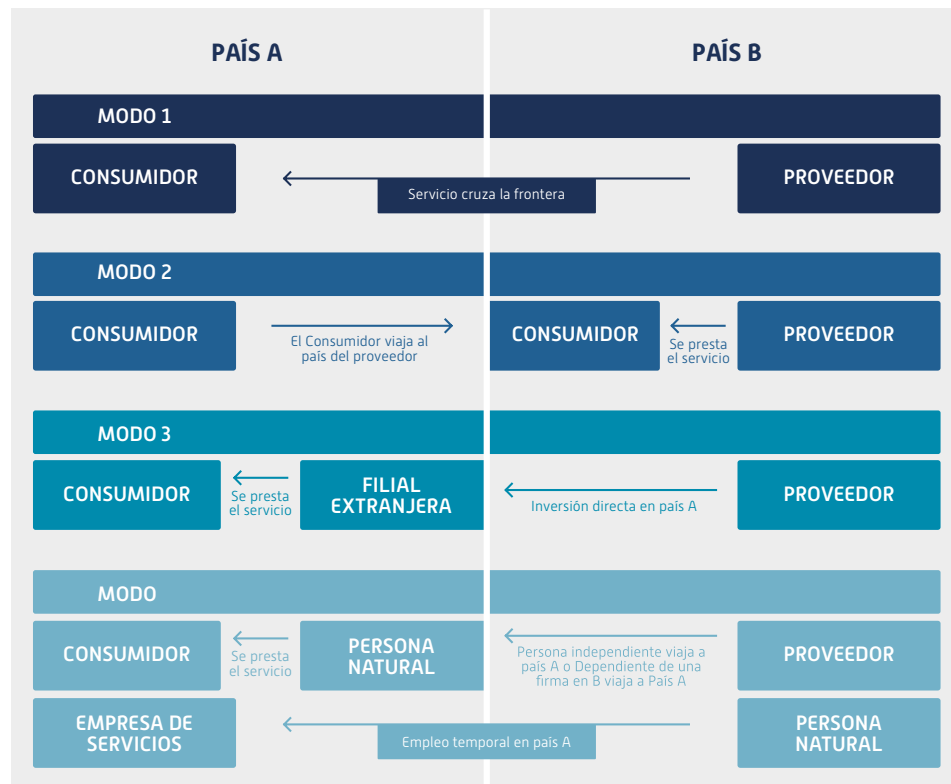 PAÍS A
PAÍS B
MODO 1
CONSUMIDOR
Servicio cruza la frontera
PROVEEDOR
MODO 2
CONSUMIDOR
El Consumidor viaja al
país del proveedor
CONSUMIDOR
Se presta
el servicio
PROVEEDOR
MODO 3
CONSUMIDOR
Se presta
el servicio
FILIAL
EXTRANJERA
Inversión directa en país A
PROVEEDOR
MODO
CONSUMIDOR
Se presta
el servicio
PERSONA
NATURAL
Persona independiente viaja a
país A o Dependiente de una
firma en B viaja a País A
PROVEEDOR
EMPRESA DE
SERVICIOS
Empleo temporal en país A
PERSONA
NATURAL